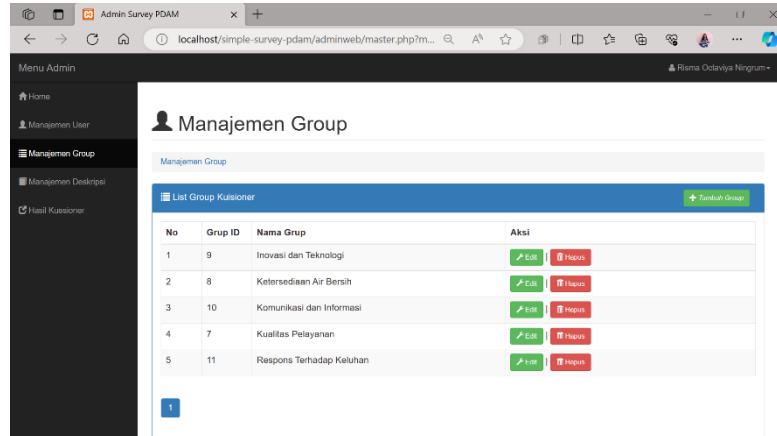 Admin Survey PDAM
localhost/simple-survey-pdam/adminweb/master.php?m...
Menu Admin
Risma Octaviya Ningrum
Home
Manajemen User
Manajemen Group
Manajemen Deskripsi
Hasil Kuesioner
Manajemen Group
Manajemen Group
List Group Kuisioner
Tambah Group
No Grup ID Nama Grup Aksi
1 9 Inovasi dan Teknologi Edit | Hapus
2 8 Ketersediaan Air Bersih Edit | Hapus
3 10 Komunikasi dan Informasi Edit | Hapus
4 7 Kualitas Pelayanan Edit | Hapus
5 11 Respons Terhadap Keluhan Edit | Hapus
1